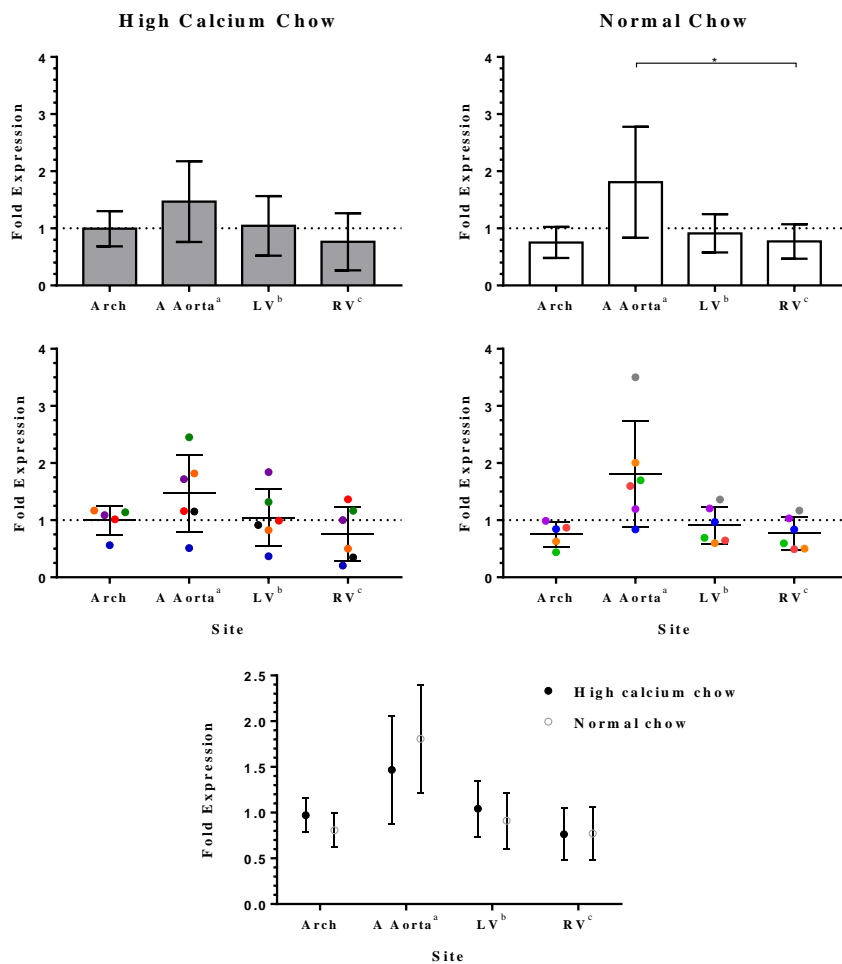 High Calcium Chow
Normal Chow
Fold Expression
4
3
2
1
0
Arch
A Aorta^a
LV^b
RV^c
Fold Expression
4
3
2
1
0
*
Arch
A Aorta^a
LV^b
RV^c
Fold Expression
4
3
2
1
0
Arch
A Aorta^a
LV^b
RV^c
Site
Fold Expression
4
3
2
1
0
Arch
A Aorta^a
LV^b
RV^c
Site
Fold Expression
2.5
2.0
1.5
1.0
0.5
0.0
High calcium chow
Normal chow
Arch
A Aorta^a
LV^b
RV^c
Site